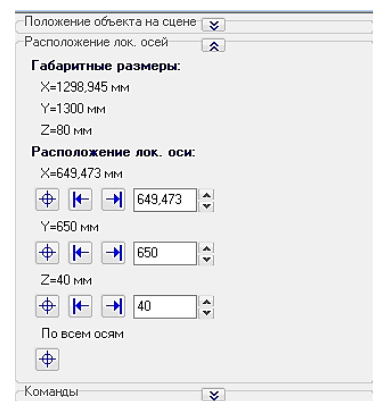 Положение объекта на сцене
Расположение лок. осей
Габаритные размеры:
X=1298,945 мм
Y=1300 мм
Z=80 мм
Расположение лок. оси:
X=649,473 мм
649,473
Y=650 мм
650
Z=40 мм
40
По всем осям
Команды